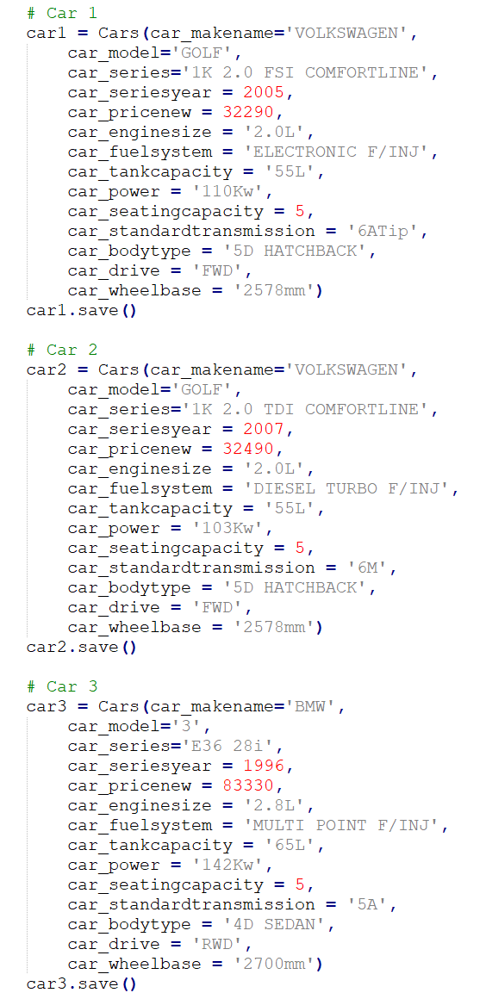 # Car 1
car1 = Cars(car_makename='VOLKSWAGEN',
    car_model='GOLF',
    car_series='1K 2.0 FSI COMFORTLINE',
    car_seriesyear = 2005,
    car_pricenew = 32290,
    car_enginesize = '2.0L',
    car_fuelsystem = 'ELECTRONIC F/INJ',
    car_tankcapacity = '55L',
    car_power = '110Kw',
    car_seatingcapacity = 5,
    car_standardtransmission = '6ATip',
    car_bodytype = '5D HATCHBACK',
    car_drive = 'FWD',
    car_wheelbase = '2578mm')
car1.save()

# Car 2
car2 = Cars(car_makename='VOLKSWAGEN',
    car_model='GOLF',
    car_series='1K 2.0 TDI COMFORTLINE',
    car_seriesyear = 2007,
    car_pricenew = 32490,
    car_enginesize = '2.0L',
    car_fuelsystem = 'DIESEL TURBO F/INJ',
    car_tankcapacity = '55L',
    car_power = '103Kw',
    car_seatingcapacity = 5,
    car_standardtransmission = '6M',
    car_bodytype = '5D HATCHBACK',
    car_drive = 'FWD',
    car_wheelbase = '2578mm')
car2.save()

# Car 3
car3 = Cars(car_makename='BMW',
    car_model='3',
    car_series='E36 28i',
    car_seriesyear = 1996,
    car_pricenew = 83330,
    car_enginesize = '2.8L',
    car_fuelsystem = 'MULTI POINT F/INJ',
    car_tankcapacity = '65L',
    car_power = '142Kw',
    car_seatingcapacity = 5,
    car_standardtransmission = '5A',
    car_bodytype = '4D SEDAN',
    car_drive = 'RWD',
    car_wheelbase = '2700mm')
car3.save()